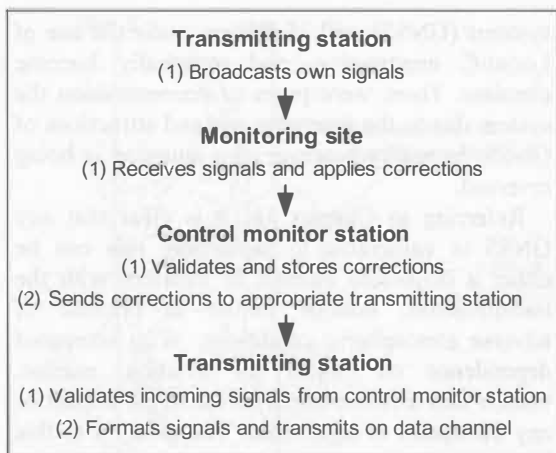 Transmitting station
(1) Broadcasts own signals
Monitoring site
(1) Receives signals and applies corrections
Control monitor station
(1) Validates and stores corrections
(2) Sends corrections to appropriate transmitting station
Transmitting station
(1) Validates incoming signals from control monitor station
(2) Formats signals and transmits on data channel